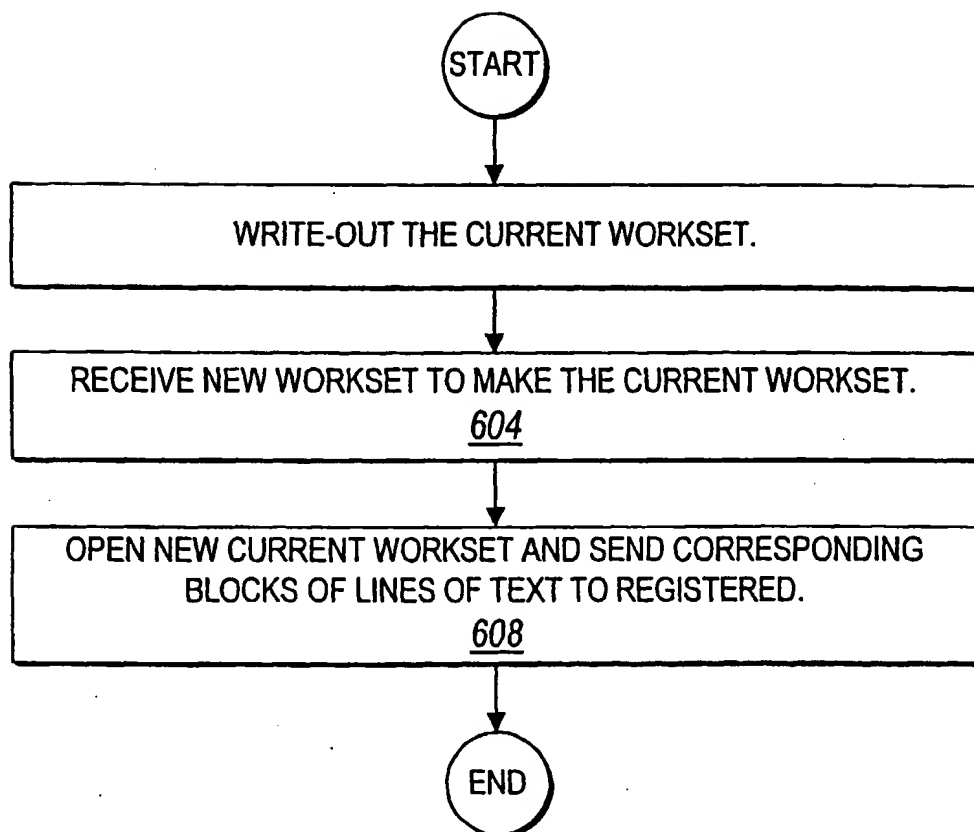 START
WRITE-OUT THE CURRENT WORKSET.
RECEIVE NEW WORKSET TO MAKE THE CURRENT WORKSET.
604
OPEN NEW CURRENT WORKSET AND SEND CORRESPONDING
BLOCKS OF LINES OF TEXT TO REGISTERED.
608
END